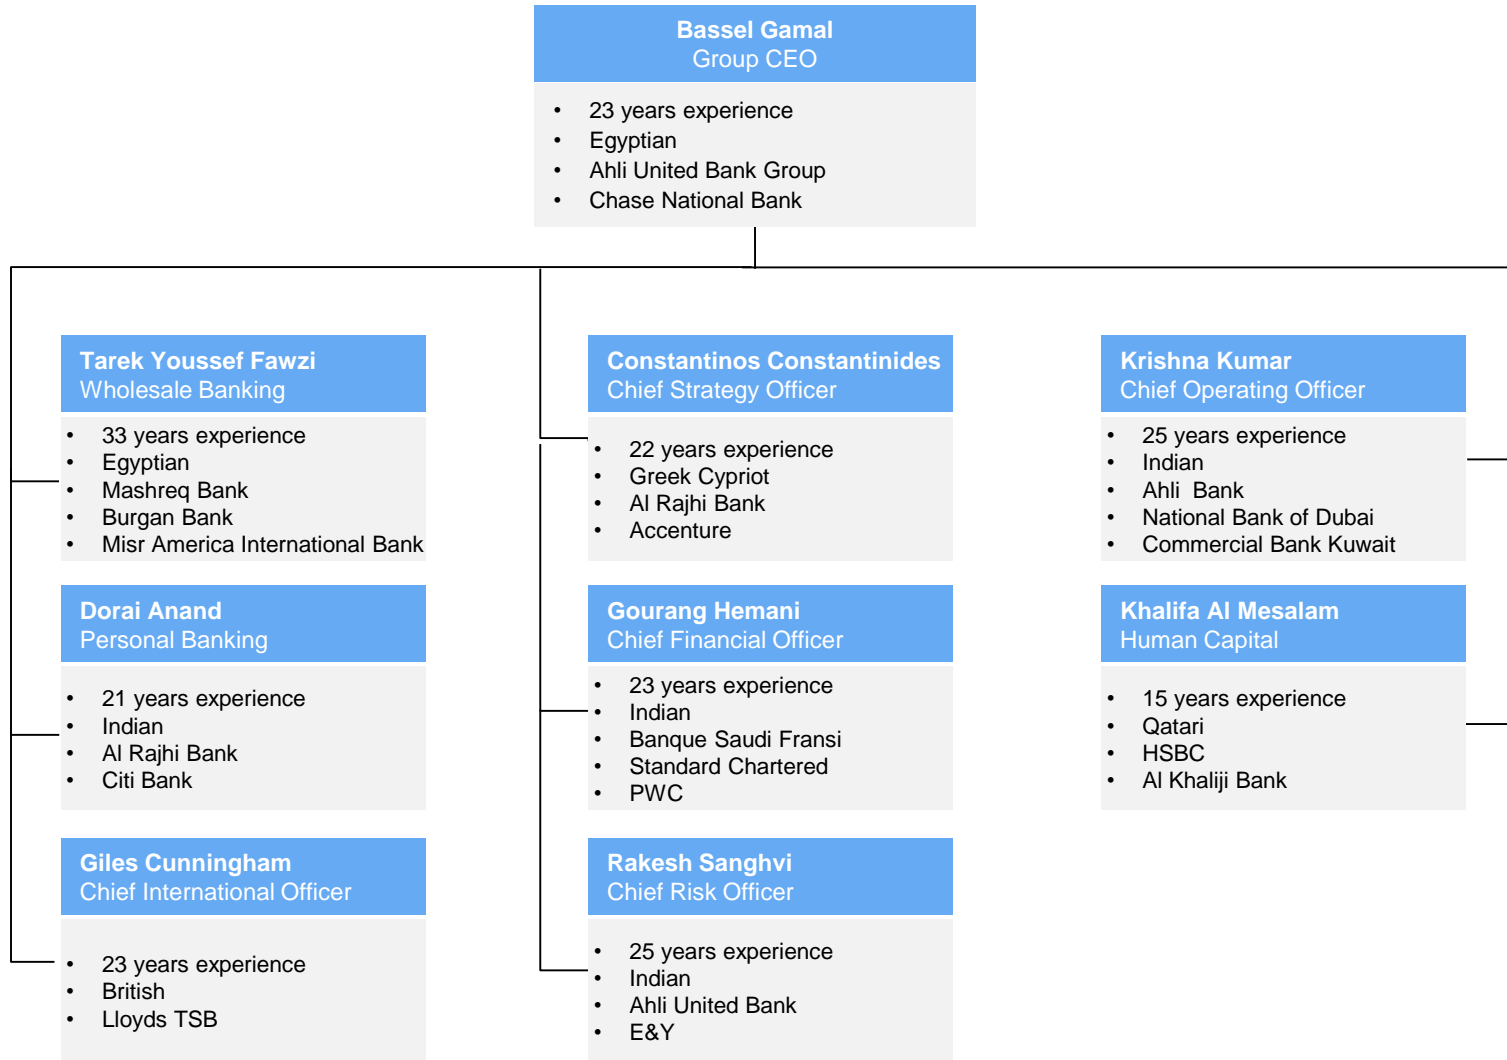 Bassel Gamal
Group CEO
• 23 years experience
• Egyptian
• Ahli United Bank Group
• Chase National Bank
Tarek Youssef Fawzi
Wholesale Banking
• 33 years experience
• Egyptian
• Mashreq Bank
• Burgan Bank
• Misr America International Bank
Constantinos Constantinides
Chief Strategy Officer
• 22 years experience
• Greek Cypriot
• Al Rajhi Bank
• Accenture
Krishna Kumar
Chief Operating Officer
• 25 years experience
• Indian
• Ahli  Bank
• National Bank of Dubai
• Commercial Bank Kuwait
Dorai Anand
Personal Banking
• 21 years experience
• Indian
• Al Rajhi Bank
• Citi Bank
Gourang Hemani
Chief Financial Officer
• 23 years experience
• Indian
• Banque Saudi Fransi
• Standard Chartered
• PWC
Khalifa Al Mesalam
Human Capital
• 15 years experience
• Qatari
• HSBC
• Al Khaliji Bank
Giles Cunningham
Chief International Officer
• 23 years experience
• British
• Lloyds TSB
Rakesh Sanghvi
Chief Risk Officer
• 25 years experience
• Indian
• Ahli United Bank
• E&Y